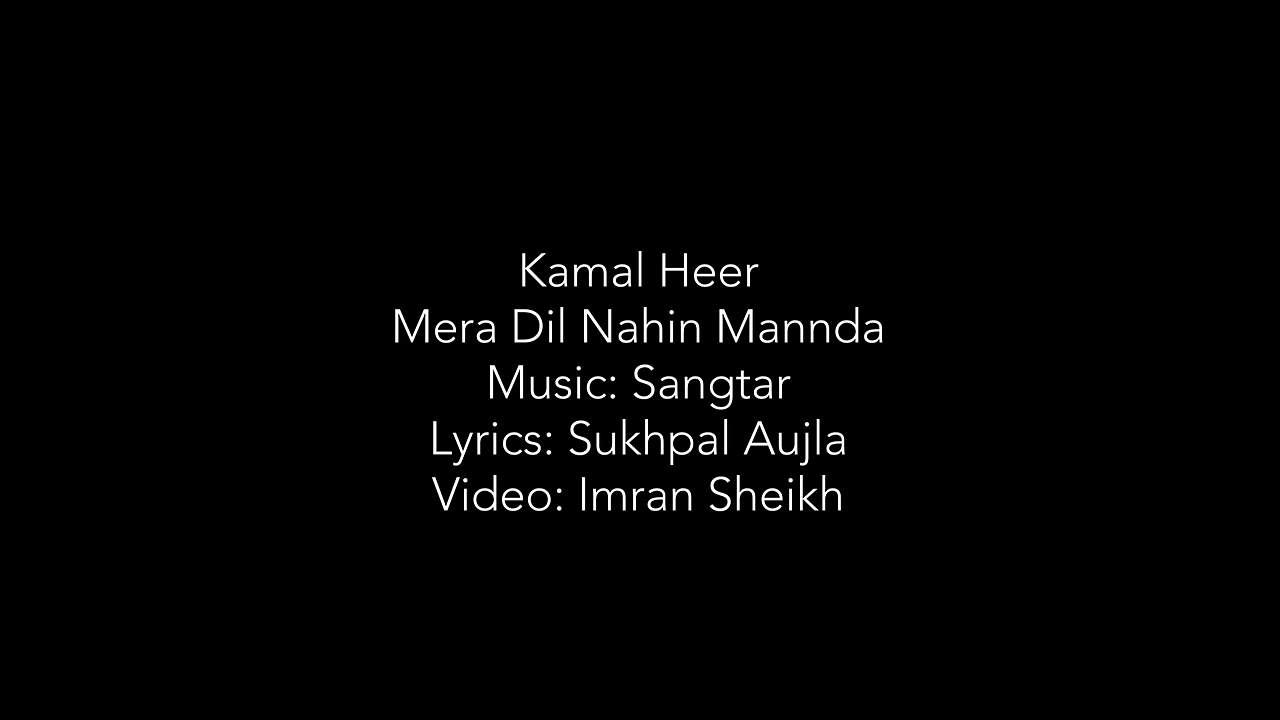 Kamal Heer
Mera Dil Nahin Mannda
Music: Sangtar
Lyrics: Sukhpal Aujla
Video: Imran Sheikh